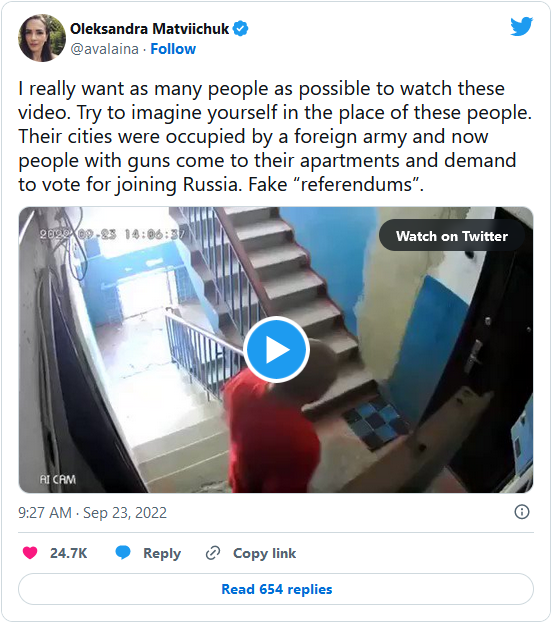 Oleksandra Matviichuk
@avalaina · Follow
I really want as many people as possible to watch these
video. Try to imagine yourself in the place of these people.
Their cities were occupied by a foreign army and now
people with guns come to their apartments and demand
to vote for joining Russia. Fake “referendums”.
2022-09-23 14:06:37
Watch on Twitter
AI CAM
9:27 AM · Sep 23, 2022
24.7K Reply Copy link
Read 654 replies